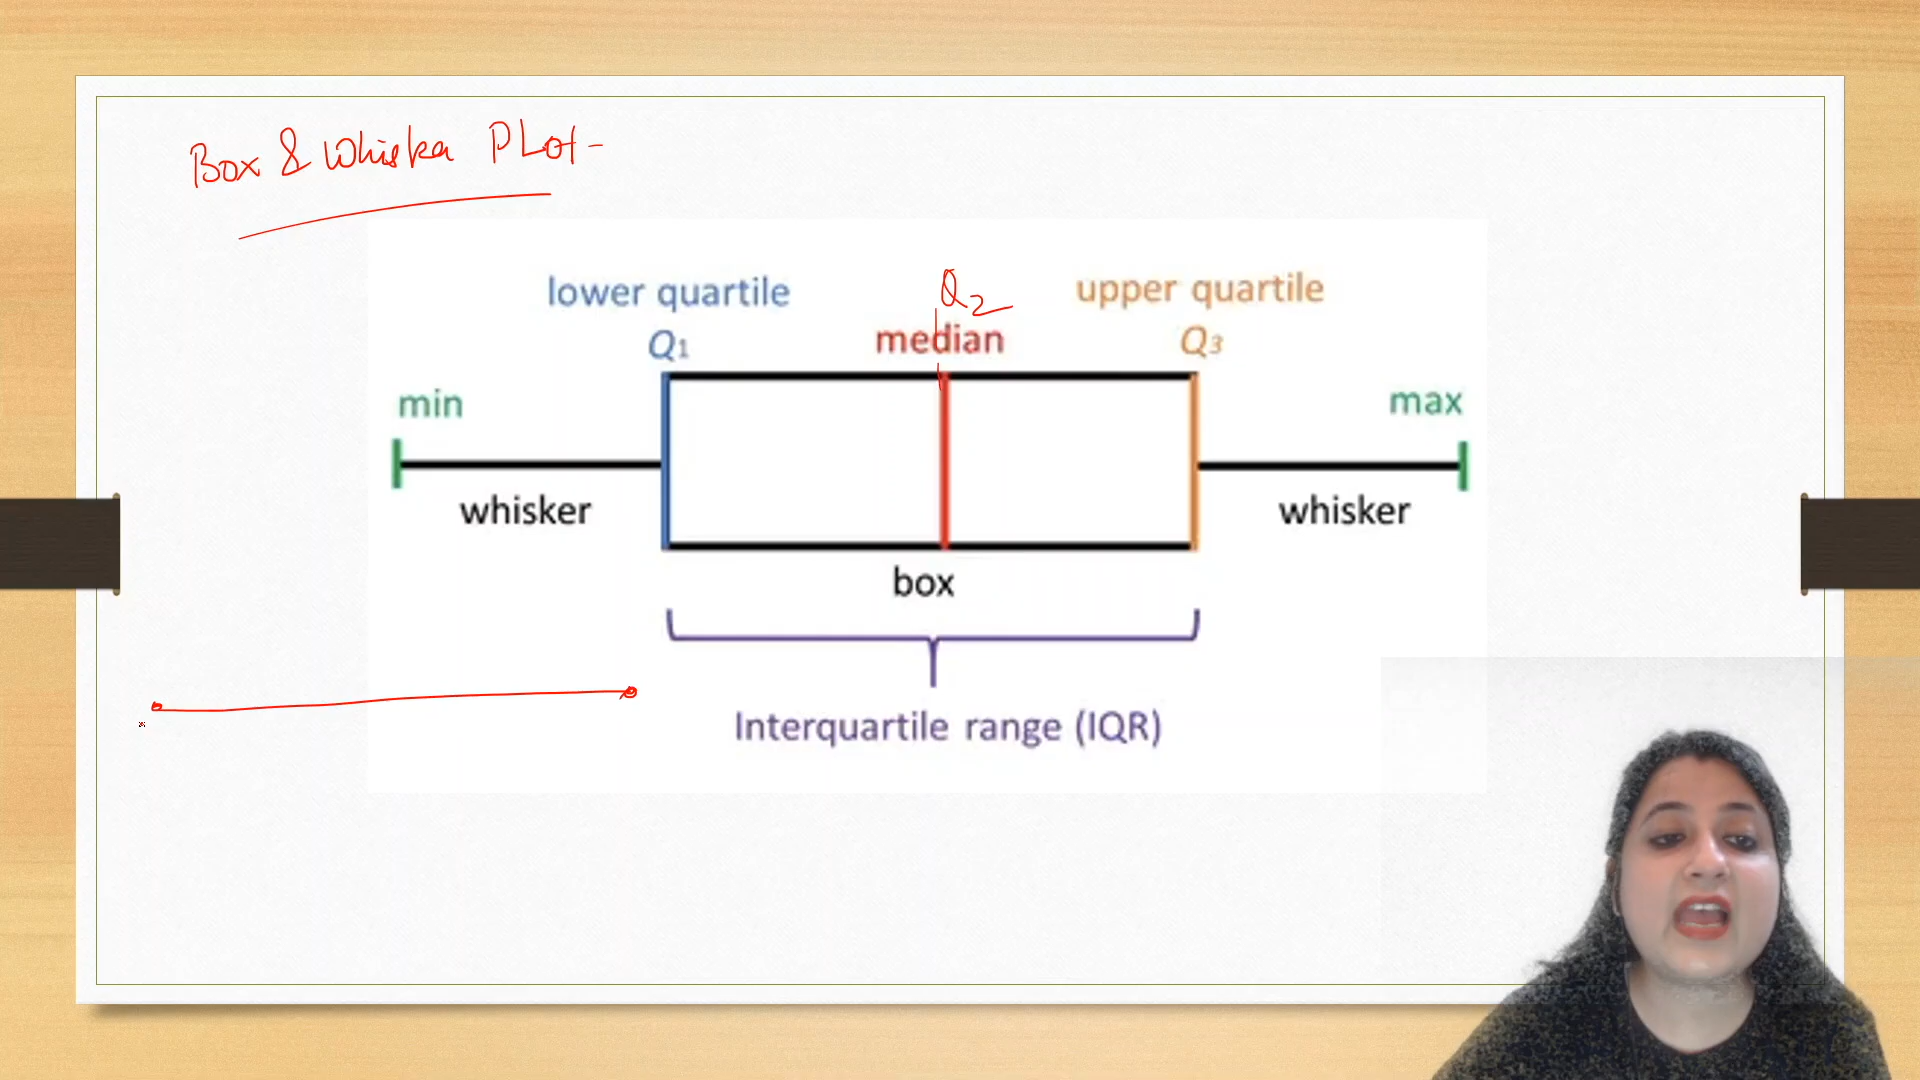 Box & Whisker Plot -
lower quartile
Q2
upper quartile
Q1
median
Q3
min
max
whisker
whisker
box
Interquartile range (IQR)